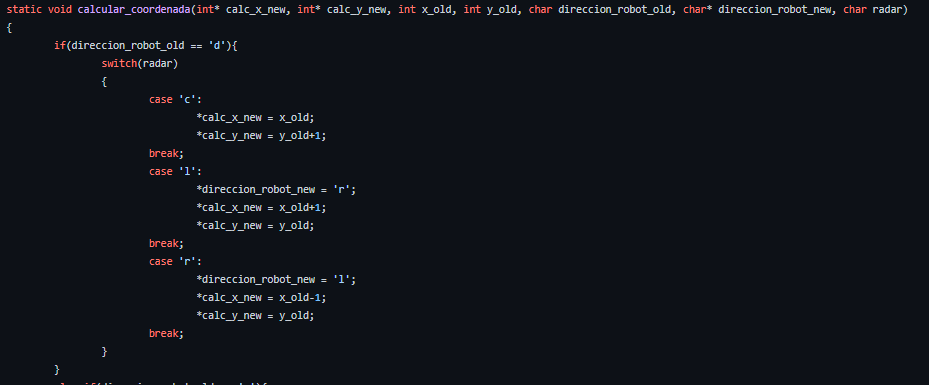 static void calcular_coordenada(int* calc_x_new, int* calc_y_new, int x_old, int y_old, char direccion_robot_old, char* direccion_robot_new, char radar)
{
if(direccion_robot_old == 'd'){
switch(radar)
{
case 'c':
*calc_x_new = x_old;
*calc_y_new = y_old+1;
break;
case 'l':
*direccion_robot_new = 'r';
*calc_x_new = x_old+1;
*calc_y_new = y_old;
break;
case 'r':
*direccion_robot_new = 'l';
*calc_x_new = x_old-1;
*calc_y_new = y_old;
break;
}
}